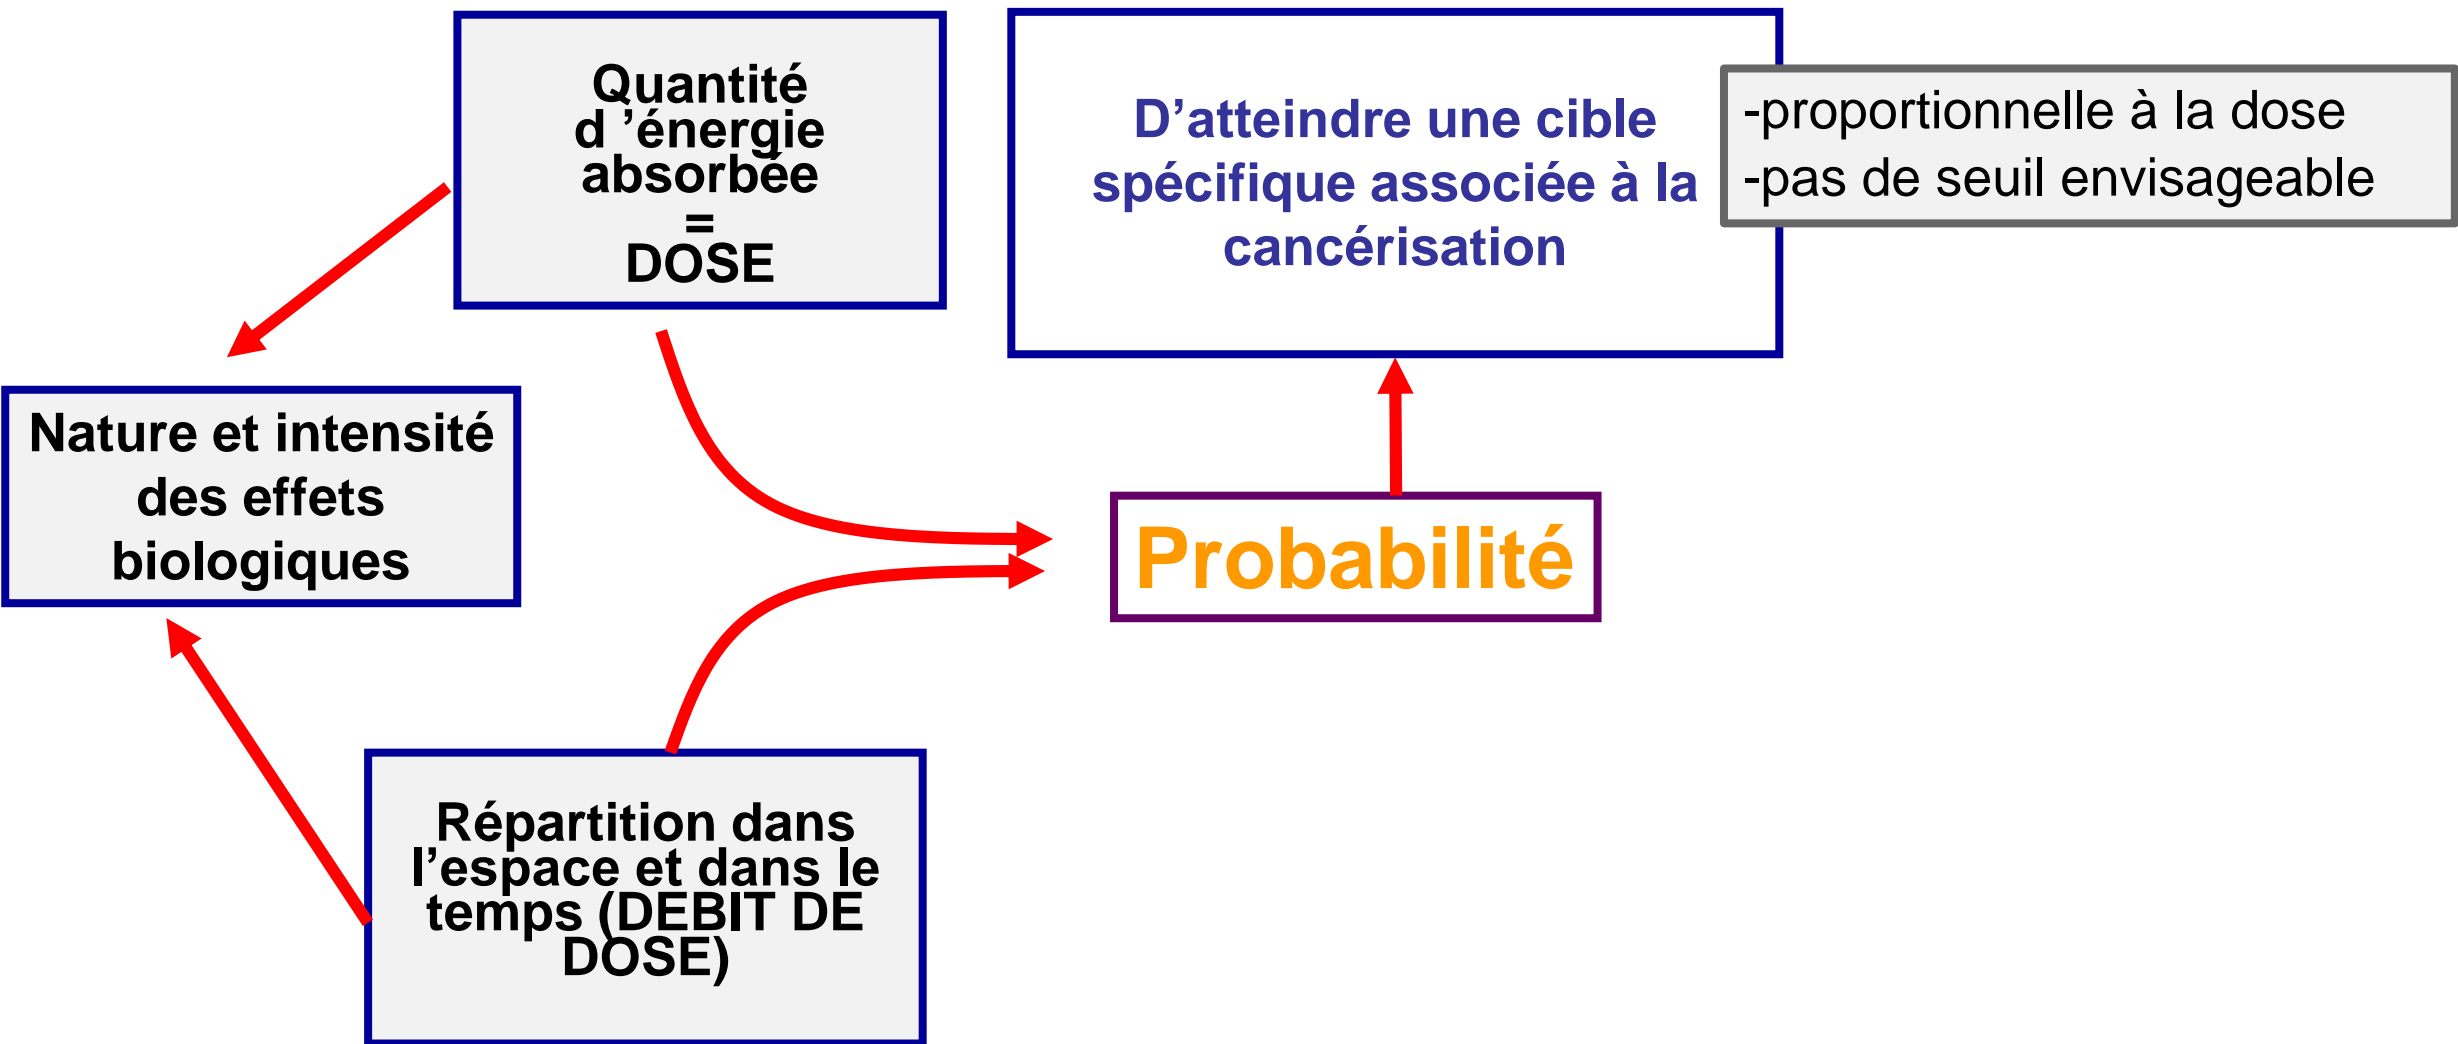 Quantité
d ’énergie
absorbée
=
DOSE
D’atteindre une cible
spécifique associée à la
cancérisation
-proportionnelle à la dose
-pas de seuil envisageable
Nature et intensité
des effets
biologiques
Probabilité
Répartition dans
l’espace et dans le
temps (DEBIT DE
DOSE)